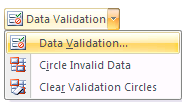 Data Validation
Data Validation...
Circle Invalid Data
Clear Validation Circles